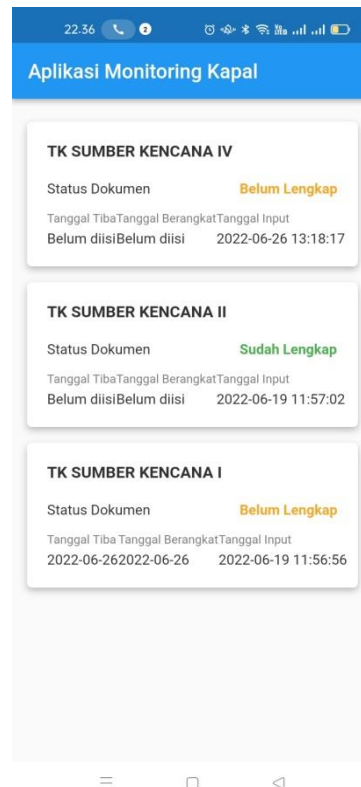 22.36 2
Aplikasi Monitoring Kapal
TK SUMBER KENCANA IV
Status Dokumen Belum Lengkap
Tanggal TibaTanggal BerangkatTanggal Input
Belum diisiBelum diisi 2022-06-26 13:18:17
TK SUMBER KENCANA II
Status Dokumen Sudah Lengkap
Tanggal TibaTanggal BerangkatTanggal Input
Belum diisiBelum diisi 2022-06-19 11:57:02
TK SUMBER KENCANA I
Status Dokumen Belum Lengkap
Tanggal Tiba Tanggal BerangkatTanggal Input
2022-06-262022-06-26 2022-06-19 11:56:56